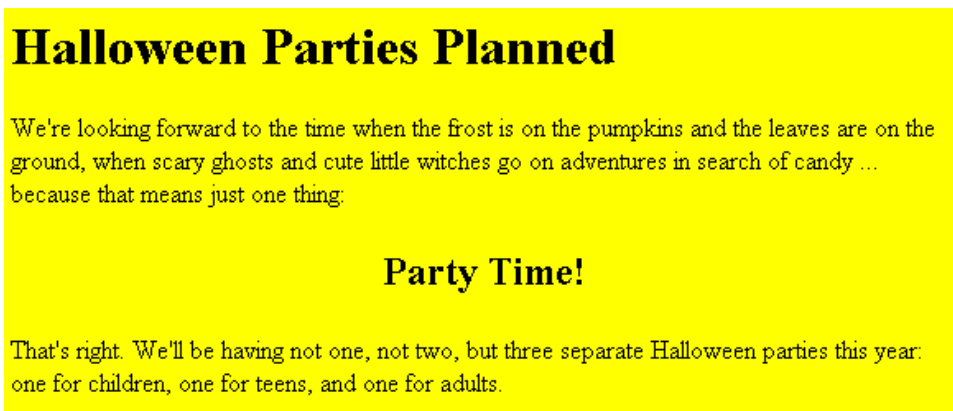 Halloween Parties Planned
We're looking forward to the time when the frost is on the pumpkins and the leaves are on the
ground, when scary ghosts and cute little witches go on adventures in search of candy ...
because that means just one thing:
Party Time!
That's right. We'll be having not one, not two, but three separate Halloween parties this year:
one for children, one for teens, and one for adults.